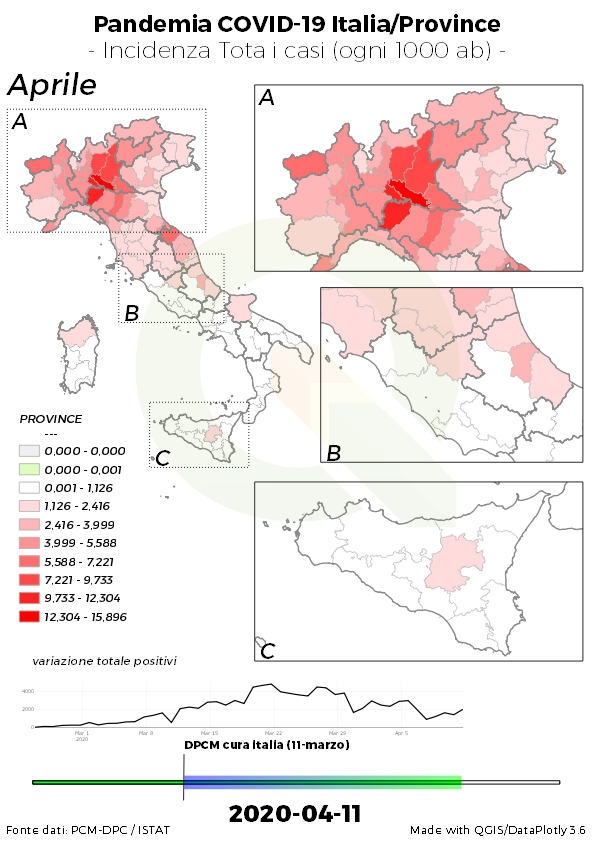 Pandemia COVID-19 Italia/Province
- Incidenza Tota i casi (ogni 1000 ab) -
Aprile
A
A
B
B
C
C
PROVINCE
---
0,000 - 0,000
0,000 - 0,001
0,001 - 1,126
1,126 - 2,416
2,416 - 3,999
3,999 - 5,588
5,588 - 7,221
7,221 - 9,733
9,733 - 12,304
12,304 - 15,896
variazione totale positivi
4000
2000
0
Mar 1
2020
Mar 8
Mar 15
Mar 22
Mar 29
Apr 5
DPCM cura italia (11-marzo)
2020-04-11
Fonte dati: PCM-DPC / ISTAT
Made with QGIS/DataPlotly 3.6